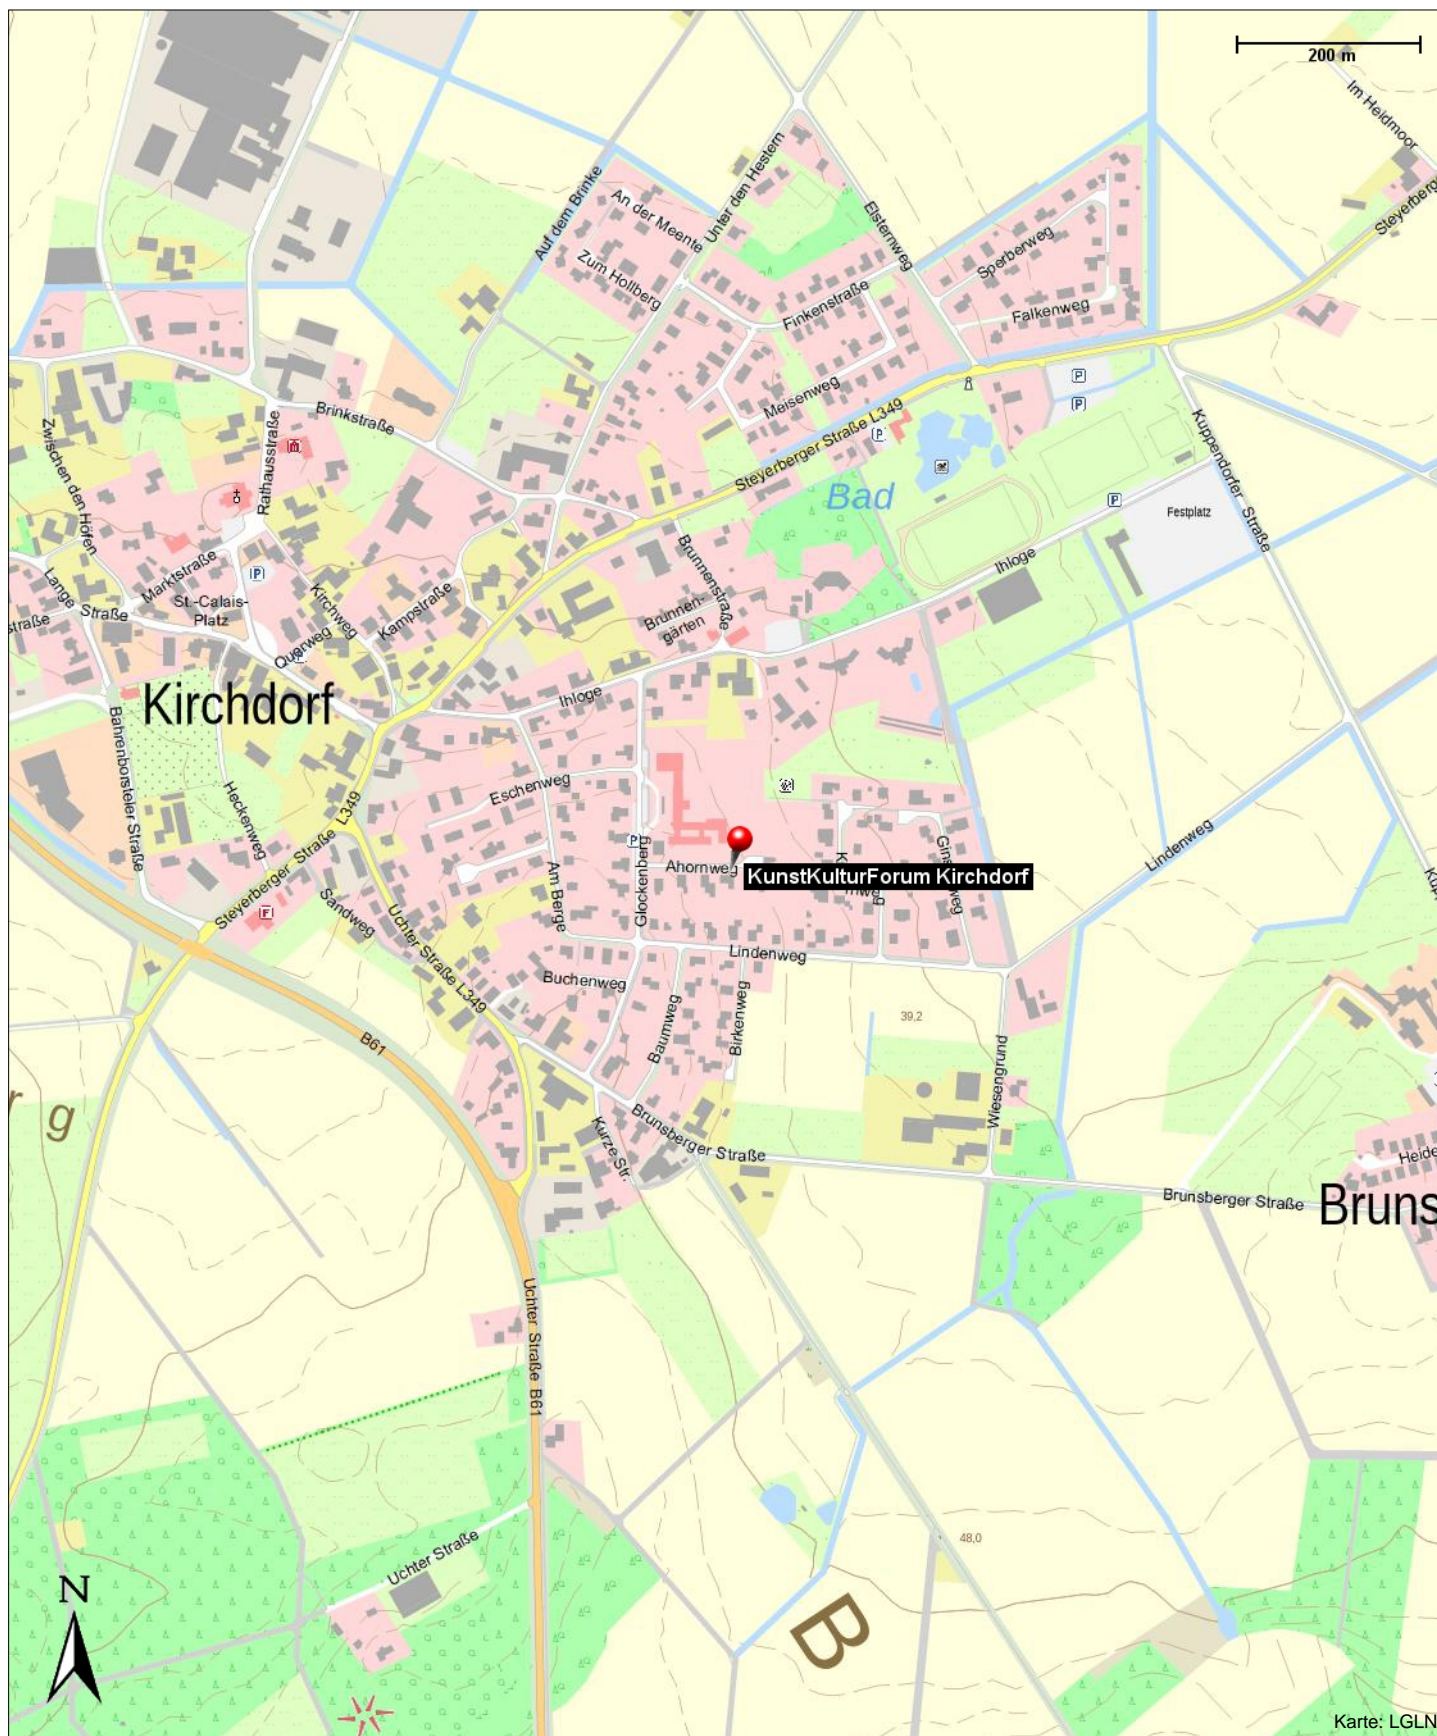 200 m
Im Heidmoor
Steyerberg
Auf dem Brinke
An der Meente
Unter den Hestern
Zum Hollberg
Elsternweg
Sperberweg
Finkenstraße
Falkenweg
Meisenweg
Brinkstraße
Rathausstraße
Zwischen den Höfen
Steyerberger Straße L349
P
P
P
Kuppendorfer Straße
Bad
P
Festplatz
Ihloge
Marktstraße
P
Lange Straße
St.-Calais-
Platz
straße
Kirchweg
Kampstraße
Querweg
P
Brunnenstraße
Brunnen-
gärten
Ihloge
Kirchdorf
Bahrenborsteler Straße
Heckenweg
Eschenweg
Steyerberger Straße L349
P
Glockenberg
Ahornweg
KunstKulturForum Kirchdorf
Lindenweg
Am Berge
F
Sandweg
Uchter Straße L349
Lindenweg
Buchenweg
Baumweg
Birkenweg
39,2
B61
Wiesengrund
r g
Kurze Str.
Brunsberger Straße
Heide
Brunsberger Straße
Bruns
Uchter Straße B61
48,0
Uchter Straße
N
B
Karte: LGLN